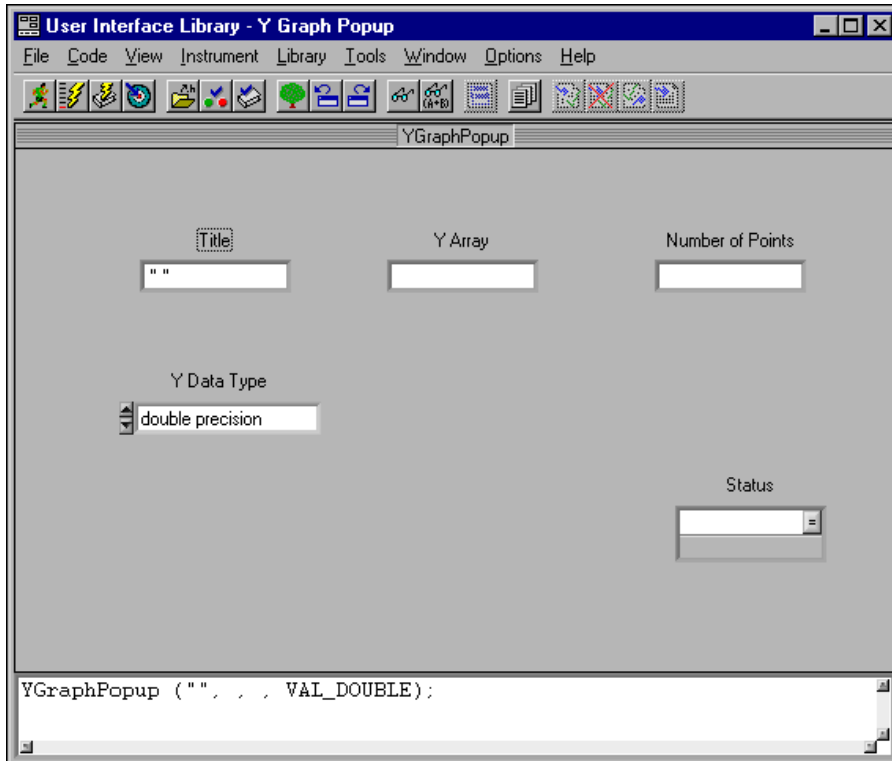 User Interface Library - Y Graph Popup
File Code View Instrument Library Tools Window Options Help
(A+B)
YGraphPopup
Title Y Array Number of Points
" "
Y Data Type
double precision
Status
=
YGraphPopup ("", , , VAL_DOUBLE);